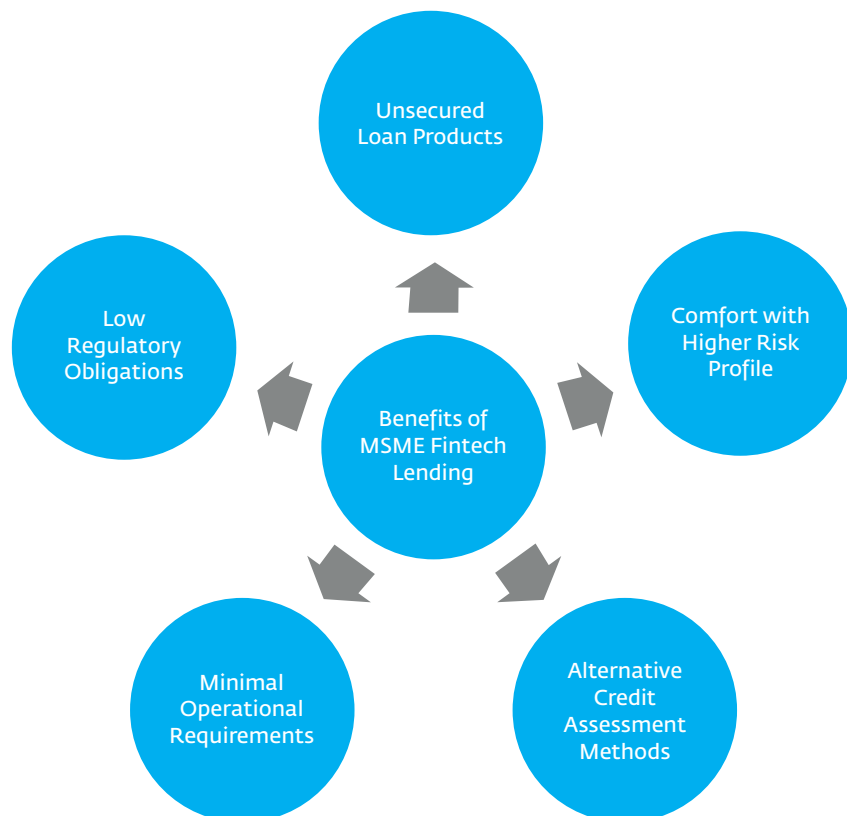 Unsecured
Loan Products
Low
Regulatory
Obligations
Comfort with
Higher Risk
Profile
Benefits of
MSME Fintech
Lending
Minimal
Operational
Requirements
Alternative
Credit
Assessment
Methods